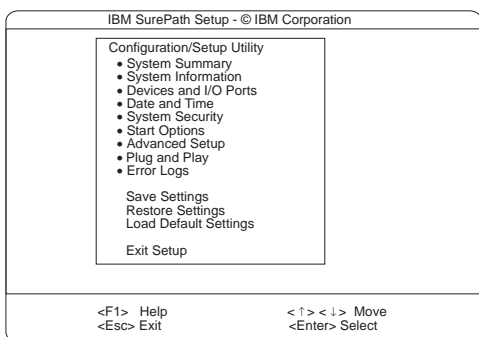 IBM SurePath Setup - © IBM Corporation
Configuration/Setup Utility
• System Summary
• System Information
• Devices and I/O Ports
• Date and Time
• System Security
• Start Options
• Advanced Setup
• Plug and Play
• Error Logs
Save Settings
Restore Settings
Load Default Settings
Exit Setup
<F1> Help <↑> <↓> Move
<Esc> Exit <Enter> Select